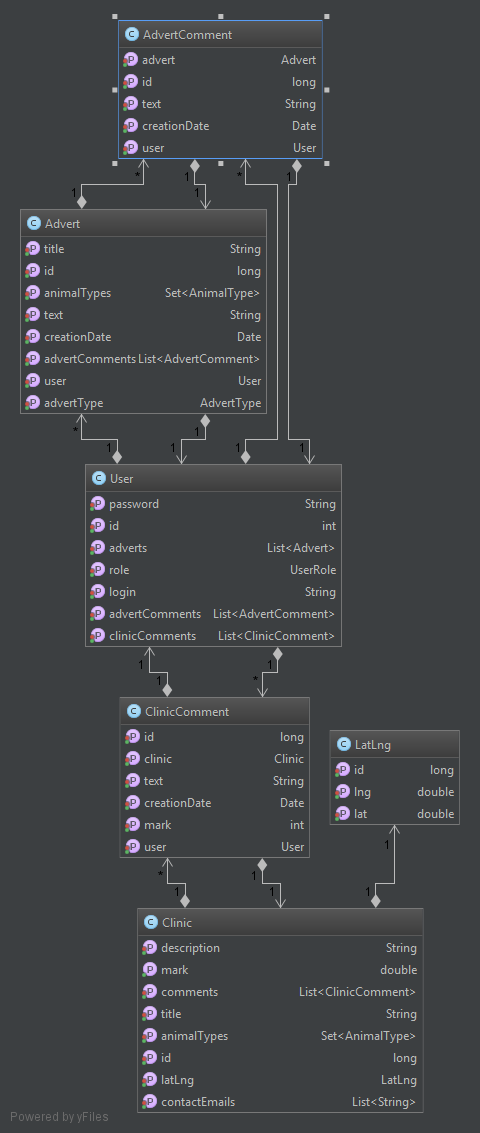 C AdvertComment
P advert Advert
P id long
P text String
P creationDate Date
P user User
* 1 * 1
1 1 1 1
C Advert
P title String
P id long
P animalTypes Set<AnimalType>
P text String
P creationDate Date
P advertComments List<AdvertComment>
P user User
P advertType AdvertType
* 1
1 1 1 1
C User
P password String
P id int
P adverts List<Advert>
P role UserRole
P login String
P advertComments List<AdvertComment>
P clinicComments List<ClinicComment>
1 1
1 *
C ClinicComment
P id long
P clinic Clinic
P text String
P creationDate Date
P mark int
P user User
C LatLng
P id long
P lng double
P lat double
* 1 1
1 1 1
C Clinic
P description String
P mark double
P comments List<ClinicComment>
P title String
P animalTypes Set<AnimalType>
P id long
P latLng LatLng
P contactEmails List<String>
Powered by yFiles